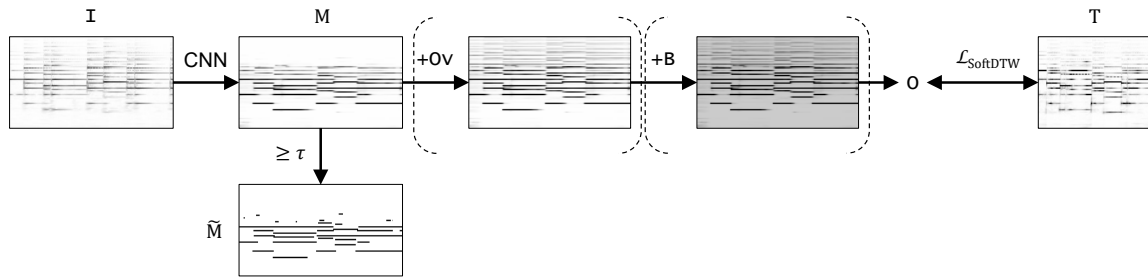 I M T
CNN +Ov +B O ℒSoftDTW
≥ τ
M̃